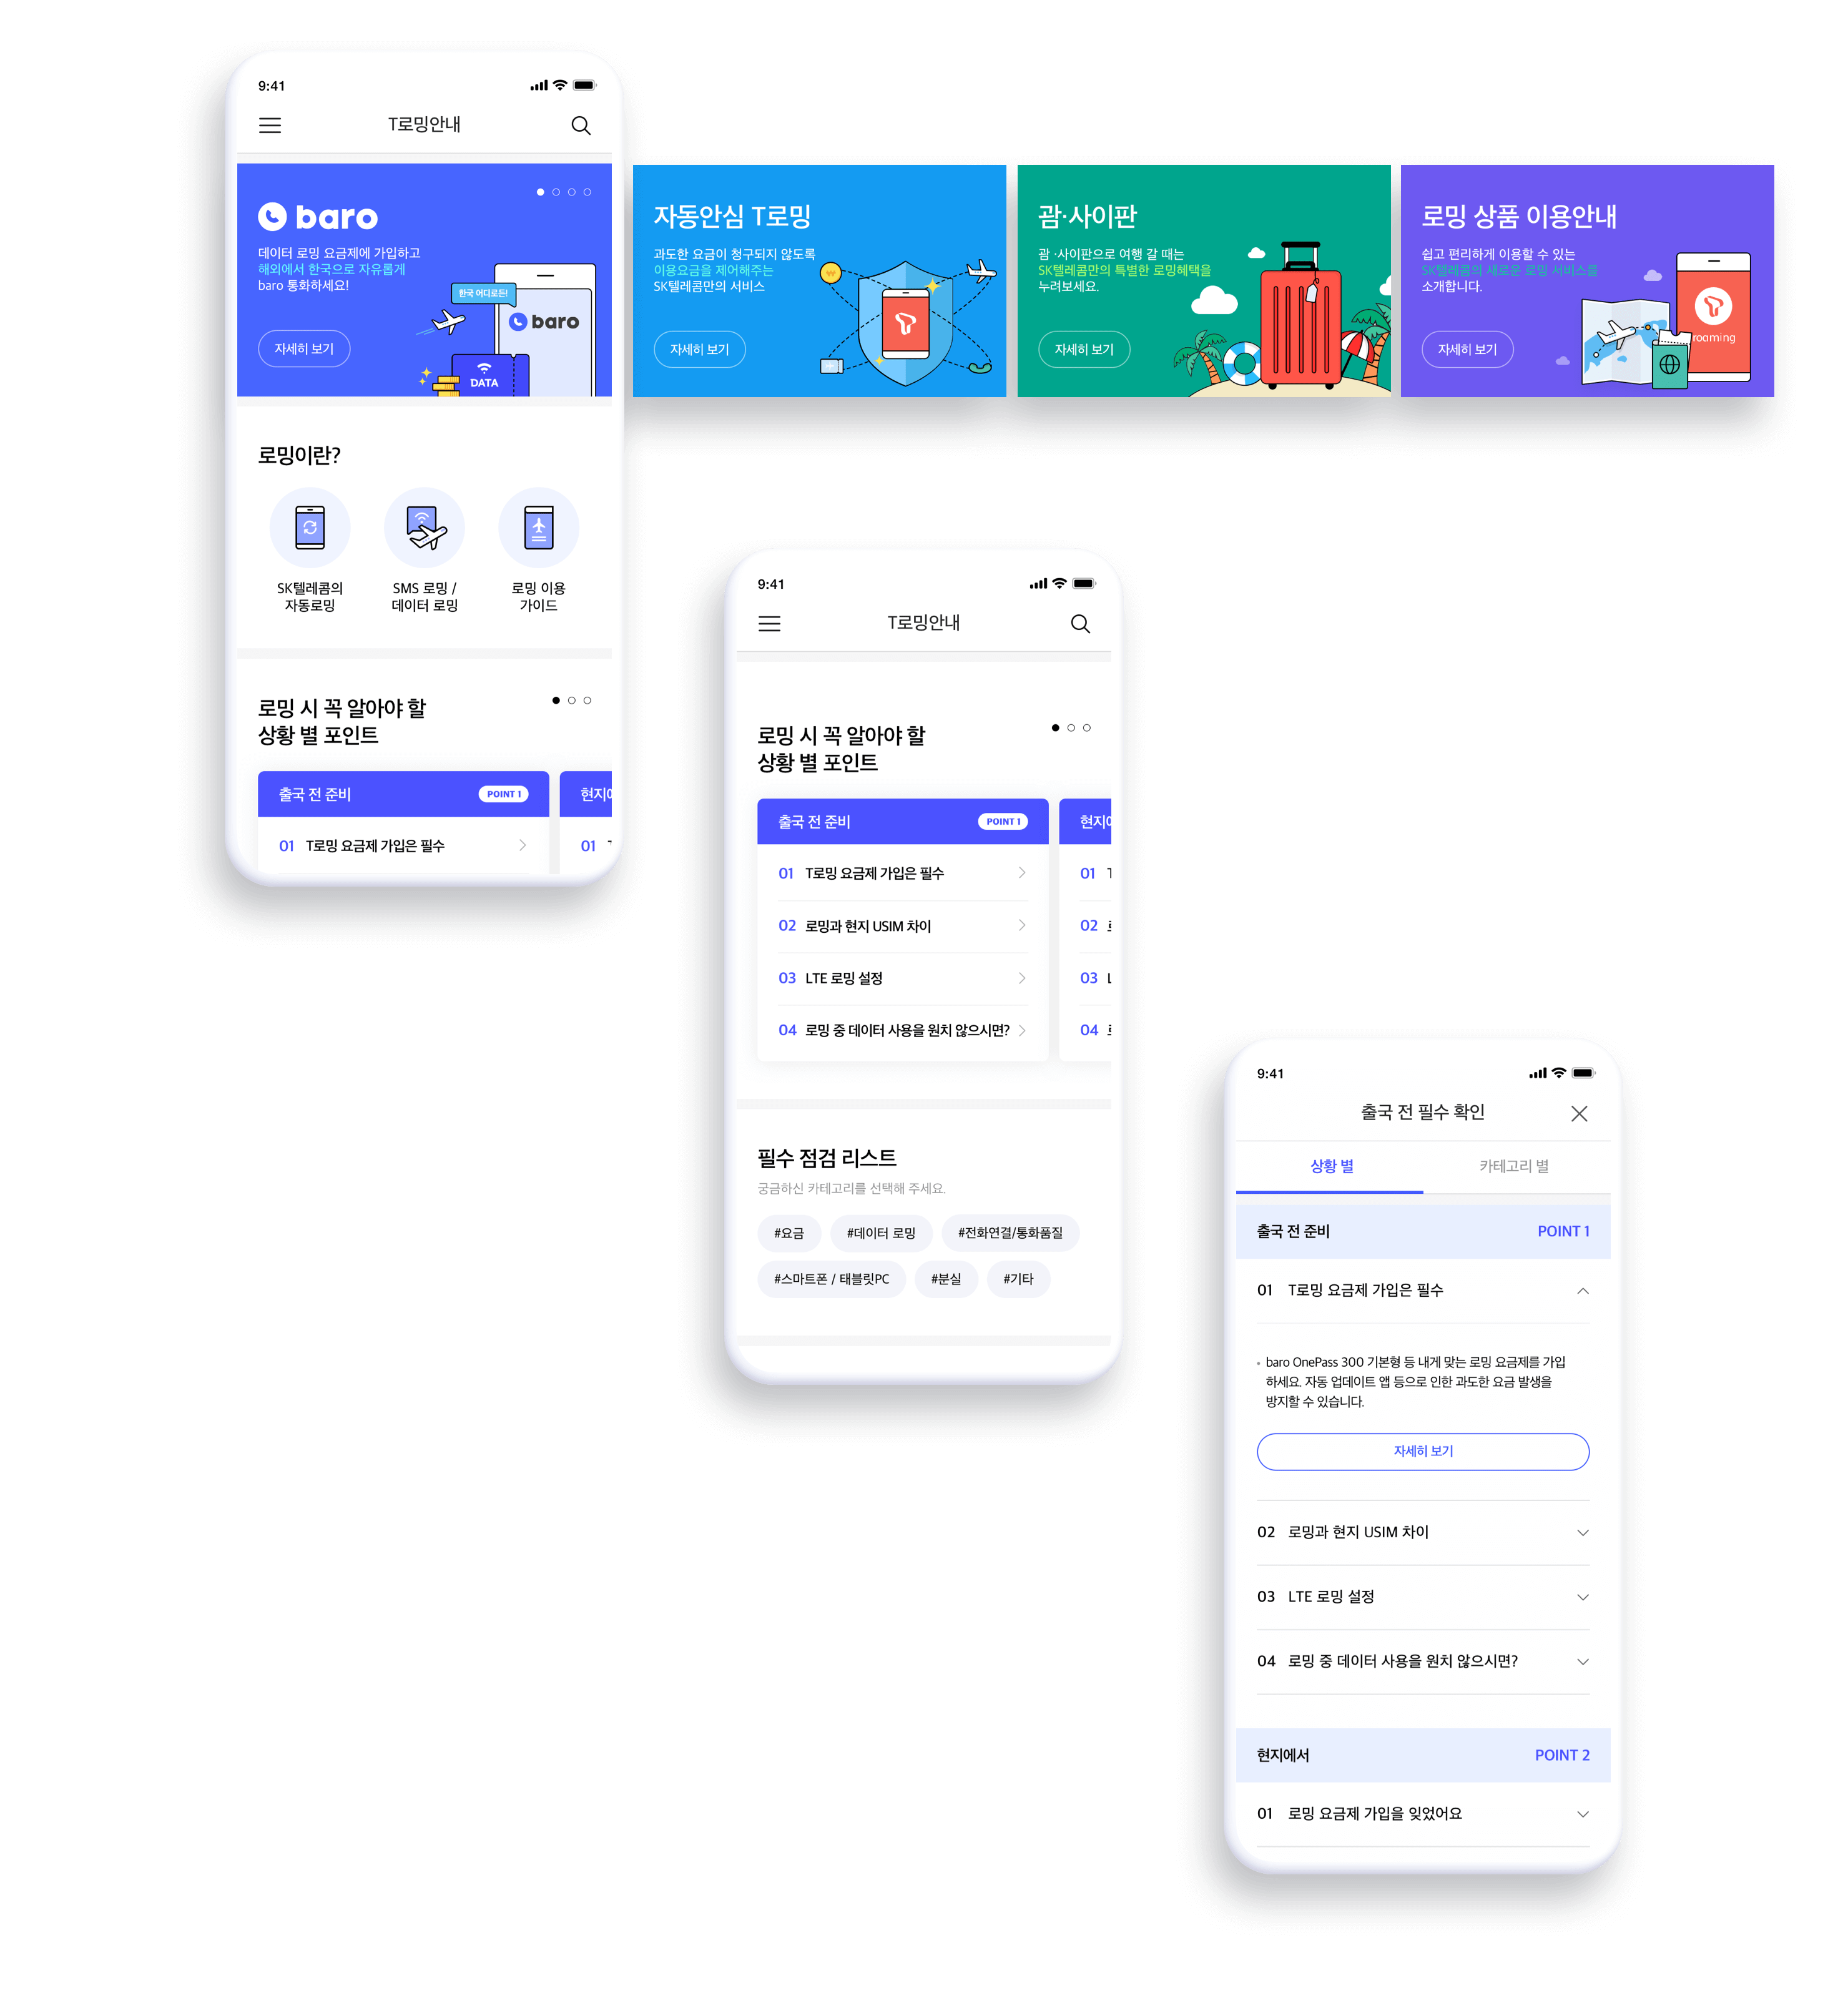 9:41
T로밍안내
baro
데이터 로밍 요금제에 가입하고
해외에서 한국으로 자유롭게
baro 통화하세요!
자세히 보기
한국 어디로든!
baro
DATA
자동안심 T로밍
과도한 요금이 청구되지 않도록
이용요금을 제어해주는
SK텔레콤만의 서비스
자세히 보기
괌·사이판
괌·사이판으로 여행 갈 때는
SK텔레콤만의 특별한 로밍혜택을
누려보세요.
자세히 보기
로밍 상품 이용안내
쉽고 편리하게 이용할 수 있는
SK텔레콤의 새로운 로밍 서비스를
소개합니다.
자세히 보기
roaming
로밍이란?
SK텔레콤의
자동로밍
SMS 로밍 /
데이터 로밍
로밍 이용
가이드
로밍 시 꼭 알아야 할
상황 별 포인트
출국 전 준비
POINT 1
현지에
01 T로밍 요금제 가입은 필수
01
9:41
T로밍안내
로밍 시 꼭 알아야 할
상황 별 포인트
출국 전 준비
POINT 1
현지에
01 T로밍 요금제 가입은 필수
01
02 로밍과 현지 USIM 차이
02
03 LTE 로밍 설정
03
04 로밍 중 데이터 사용을 원치 않으시면?
04
필수 점검 리스트
궁금하신 카테고리를 선택해 주세요.
#요금 #데이터 로밍 #전화연결/통화품질
#스마트폰 / 태블릿PC #분실 #기타
9:41
출국 전 필수 확인
상황 별 카테고리 별
출국 전 준비 POINT 1
01 T로밍 요금제 가입은 필수
• baro OnePass 300 기본형 등 내게 맞는 로밍 요금제를 가입
하세요. 자동 업데이트 앱 등으로 인한 과도한 요금 발생을
방지할 수 있습니다.
자세히 보기
02 로밍과 현지 USIM 차이
03 LTE 로밍 설정
04 로밍 중 데이터 사용을 원치 않으시면?
현지에서 POINT 2
01 로밍 요금제 가입을 잊었어요